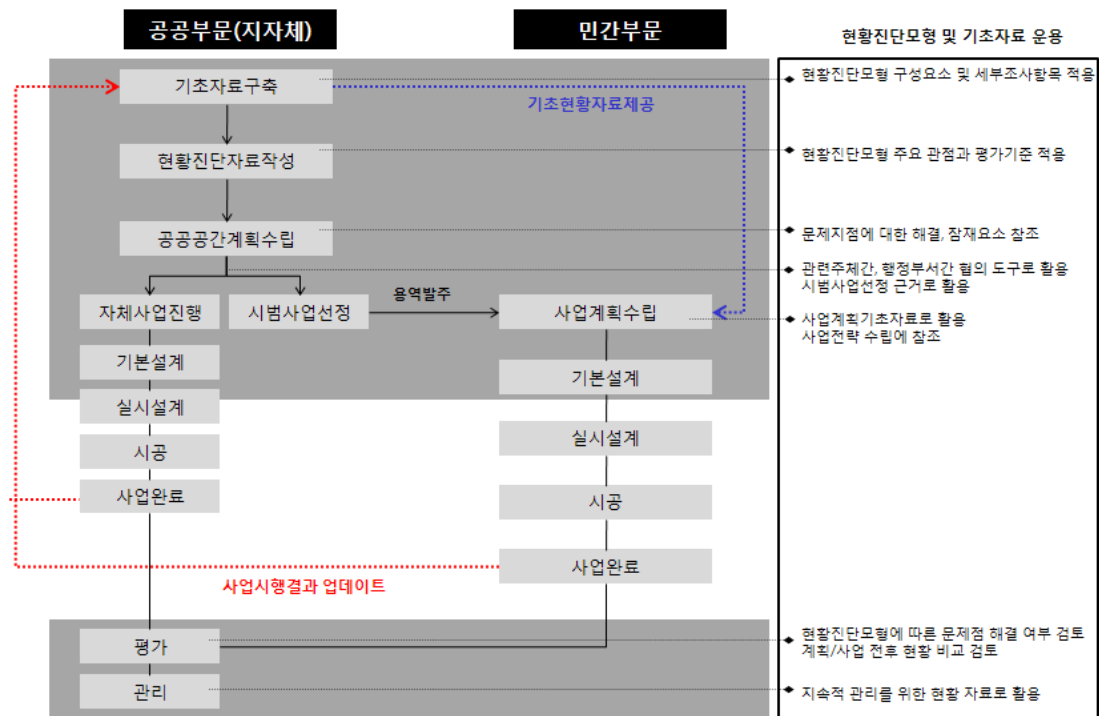 공공부문(지자체)
민간부문
현황진단모형 및 기초자료 운용
기초자료구축
현황진단모형 구성요소 및 세부조사항목 적용
기초현황자료제공
현황진단자료작성
현황진단모형 주요 관점과 평가기준 적용
공공공간계획수립
문제지점에 대한 해결, 잠재요소 참조
관련주체간, 행정부서간 협의 도구로 활용
시범사업선정 근거로 활용
자체사업진행
시범사업선정
용역발주
사업계획수립
사업계획기초자료로 활용
사업전략 수립에 참조
기본설계
기본설계
실시설계
실시설계
시공
시공
사업완료
사업완료
사업시행결과 업데이트
평가
현황진단모형에 따른 문제점 해결 여부 검토
계획/사업 전후 현황 비교 검토
관리
지속적 관리를 위한 현황 자료로 활용